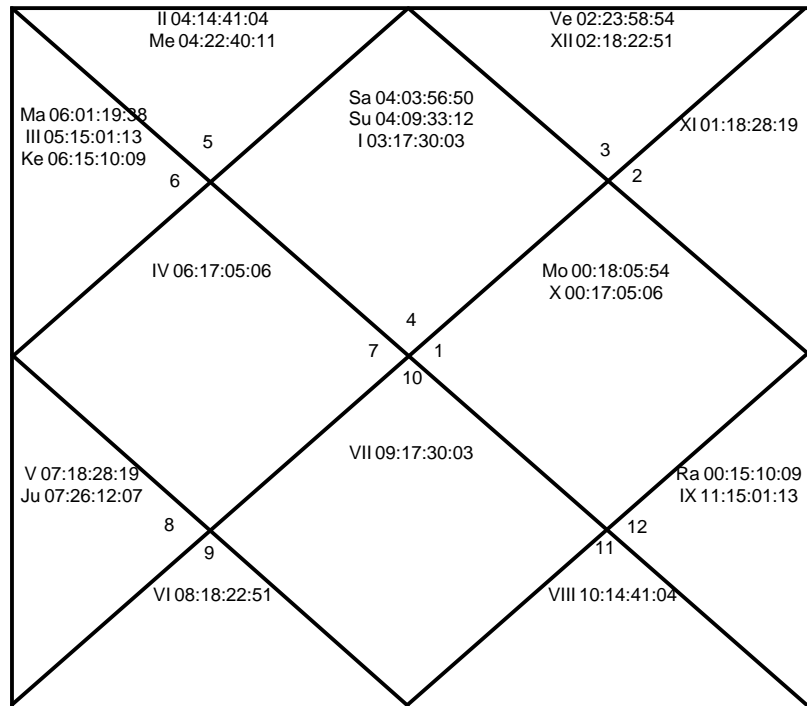 II 04:14:41:04
Me 04:22:40:11
Ve 02:23:58:54
XII 02:18:22:51
Sa 04:03:56:50
Su 04:09:33:12
I 03:17:30:03
Ma 06:01:19:38
III 05:15:01:13
Ke 06:15:10:09
XI 01:18:28:19
5
3
6
2
IV 06:17:05:06
Mo 00:18:05:54
X 00:17:05:06
4
7
1
10
VII 09:17:30:03
V 07:18:28:19
Ju 07:26:12:07
Ra 00:15:10:09
IX 11:15:01:13
8
12
9
11
VI 08:18:22:51
VIII 10:14:41:04